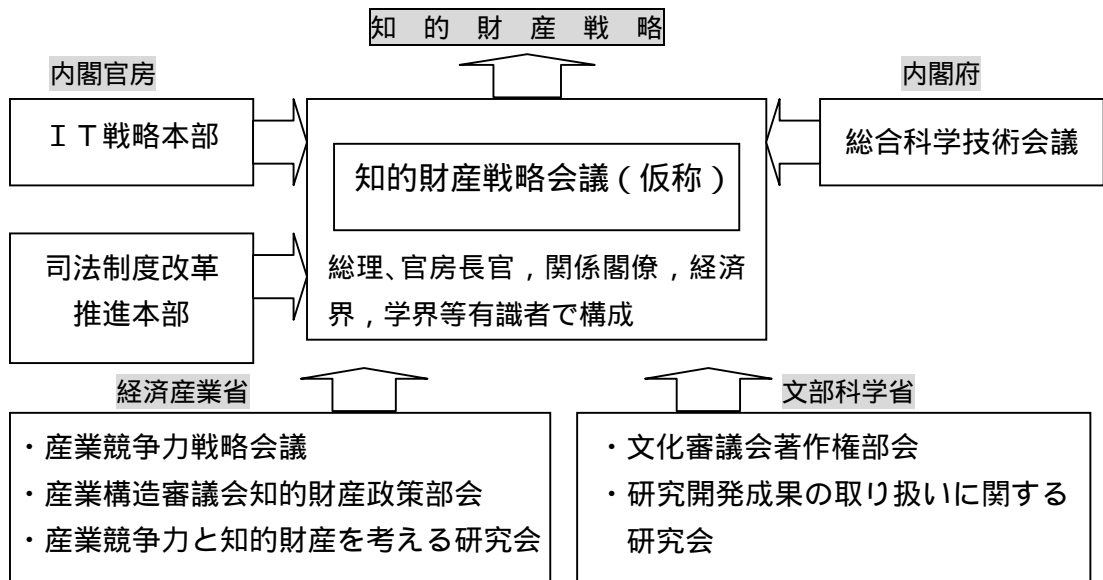 知 的 財 産 戦 略
内閣官房
内閣府
ＩＴ戦略本部
知的財産戦略会議（仮称）
総合科学技術会議
司法制度改革
推進本部
総理、官房長官，関係閣僚，経済
界，学界等有識者で構成
経済産業省
文部科学省
・産業競争力戦略会議
・産業構造審議会知的財産政策部会
・産業競争力と知的財産を考える研究会
・文化審議会著作権部会
・研究開発成果の取り扱いに関する
研究会